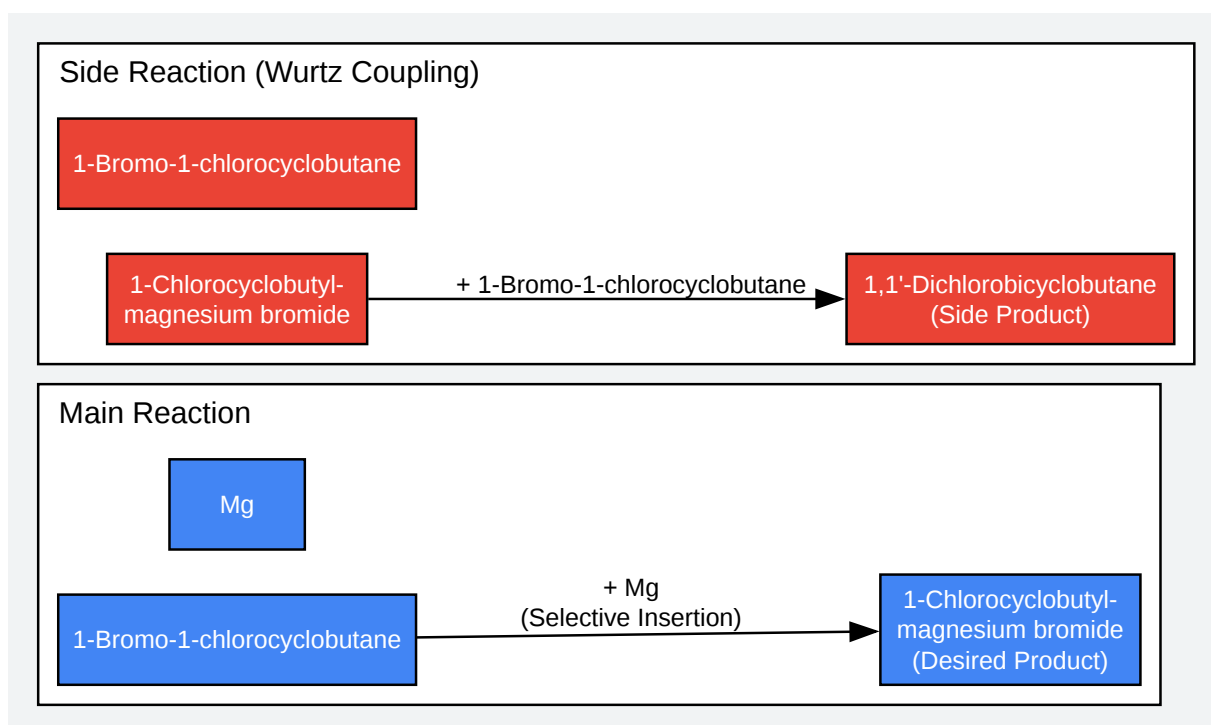 Side Reaction (Wurtz Coupling)
1-Bromo-1-chlorocyclobutane
1-Chlorocyclobutyl-
magnesium bromide
+ 1-Bromo-1-chlorocyclobutane
1,1'-Dichlorobicyclobutane
(Side Product)
Main Reaction
Mg
1-Bromo-1-chlorocyclobutane
+ Mg
(Selective Insertion)
1-Chlorocyclobutyl-
magnesium bromide
(Desired Product)